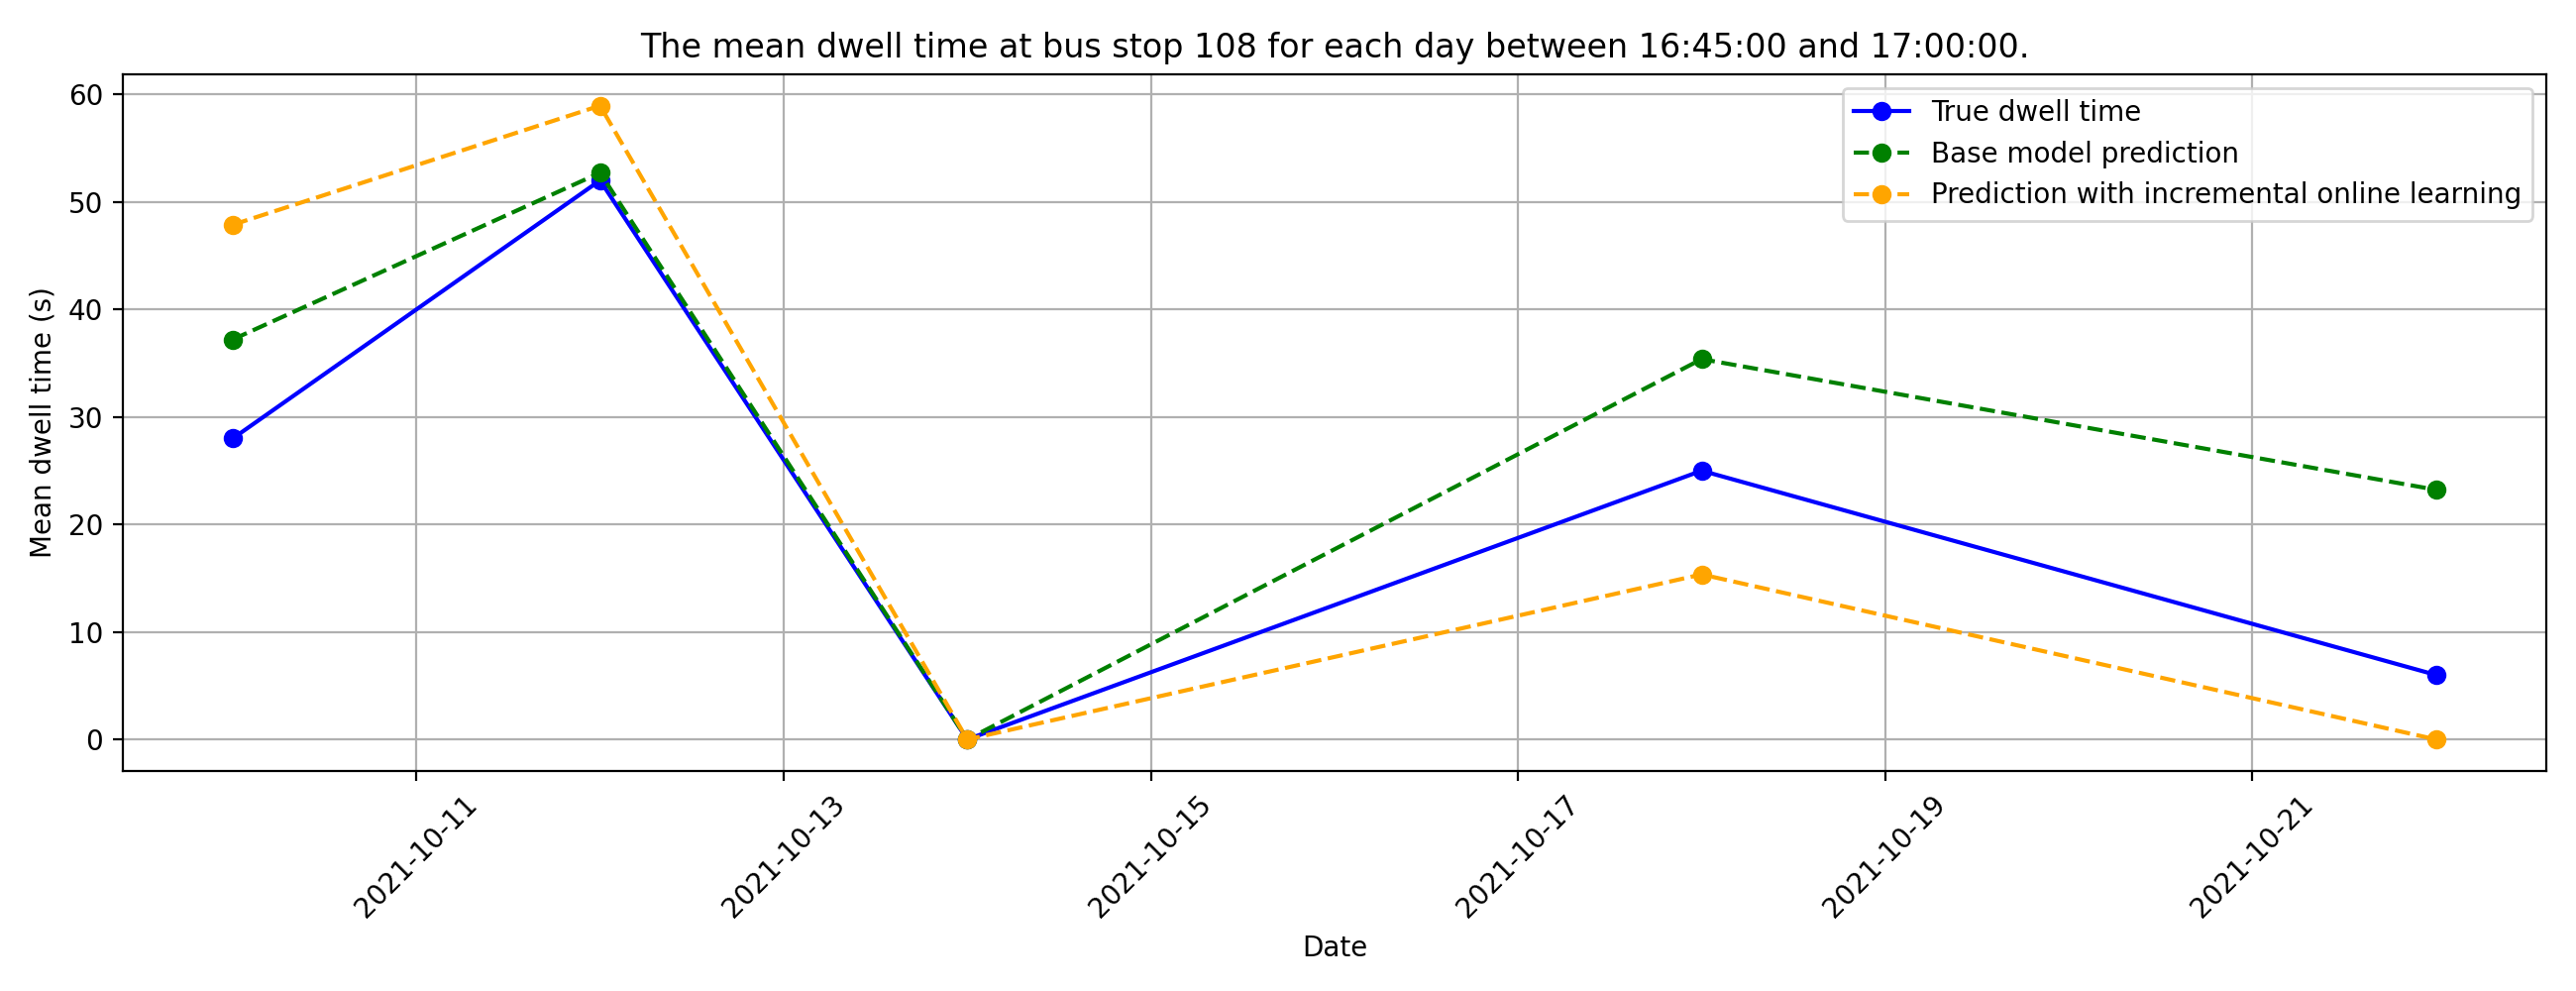 The mean dwell time at bus stop 108 for each day between 16:45:00 and 17:00:00.
True dwell time
Base model prediction
Prediction with incremental online learning
Mean dwell time (s)
60
50
40
30
20
10
0
2021-10-11
2021-10-13
2021-10-15
2021-10-17
2021-10-19
2021-10-21
Date